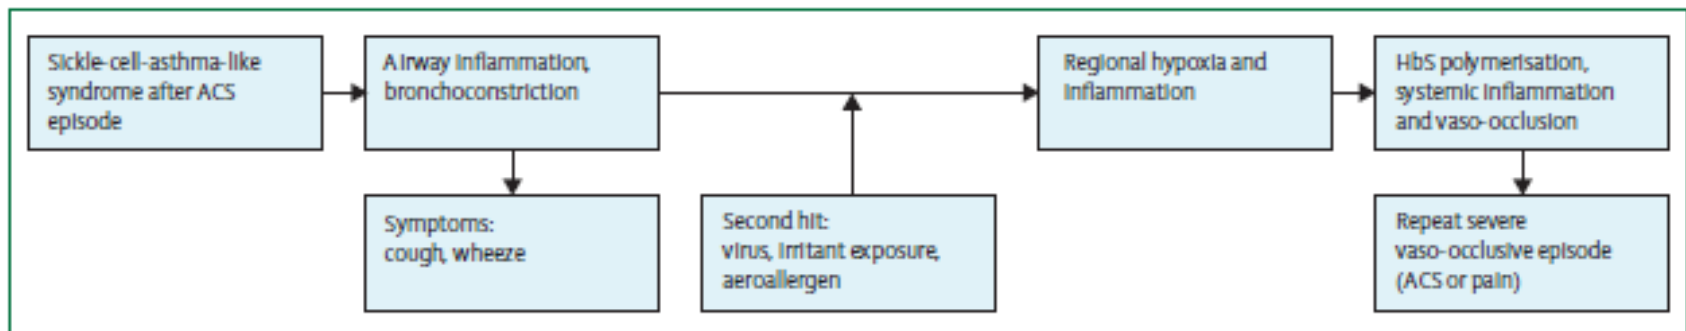 Sickle-cell-asthma-like
syndrome after ACS
episode
Airway inflammation,
bronchoconstriction
Regional hypoxia and
inflammation
HbS polymerisation,
systemic inflammation
and vaso-occlusion
Symptoms:
cough, wheeze
Second hit:
virus, irritant exposure,
aeroallergen
Repeat severe
vaso-occlusive episode
(ACS or pain)